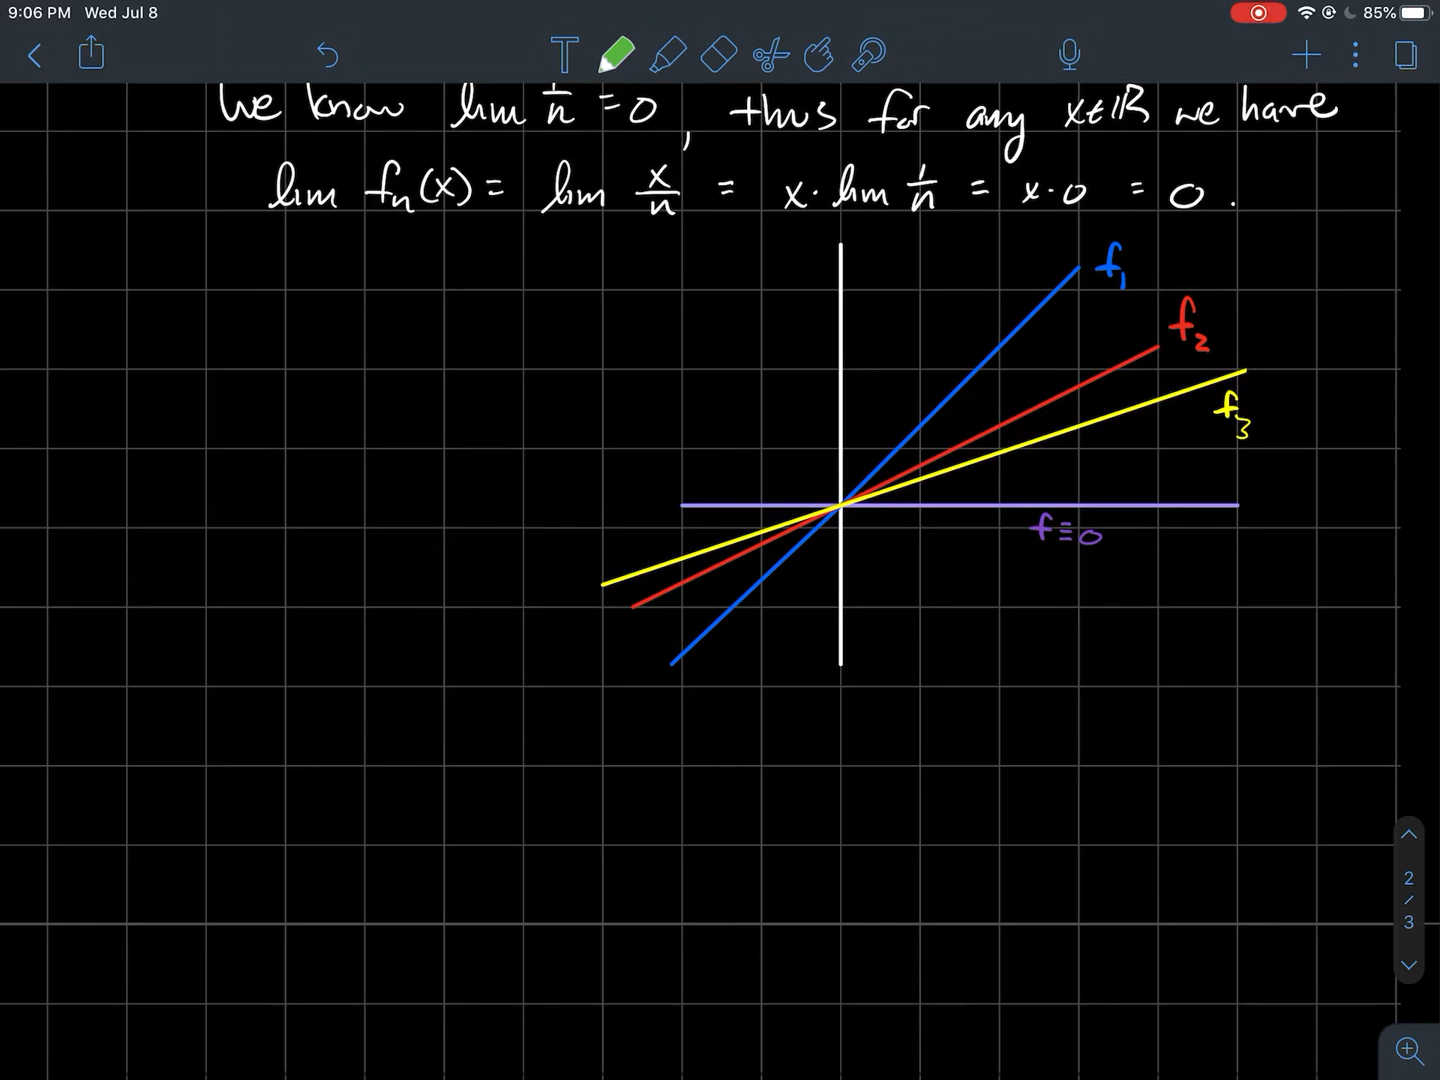 9:06 PM Wed Jul 8 85%
T
We know lim 1/n = 0, thus for any x∈ℝ we have
lim fₙ(x) = lim x/n = x · lim 1/n = x · 0 = 0.
f₁
f₂
f₃
f ≡ 0
2
/
3